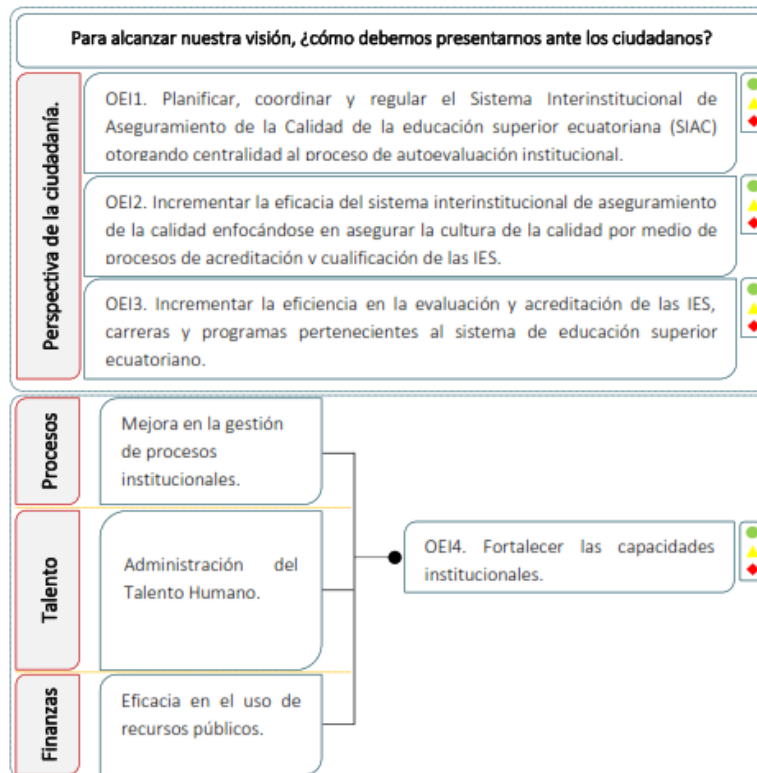 Para alcanzar nuestra visión, ¿cómo debemos presentarnos ante los ciudadanos?
Perspectiva de la ciudadanía.
OEI1. Planificar, coordinar y regular el Sistema Interinstitucional de
Aseguramiento de la Calidad de la educación superior ecuatoriana (SIAC)
otorgando centralidad al proceso de autoevaluación institucional.
OEI2. Incrementar la eficacia del sistema interinstitucional de aseguramiento
de la calidad enfocándose en asegurar la cultura de la calidad por medio de
procesos de acreditación y cualificación de las IES.
OEI3. Incrementar la eficiencia en la evaluación y acreditación de las IES,
carreras y programas pertenecientes al sistema de educación superior
ecuatoriano.
Procesos
Mejora en la gestión
de procesos
institucionales.
Talento
Administración del
Talento Humano.
Finanzas
Eficacia en el uso de
recursos públicos.
OEI4. Fortalecer las capacidades
institucionales.